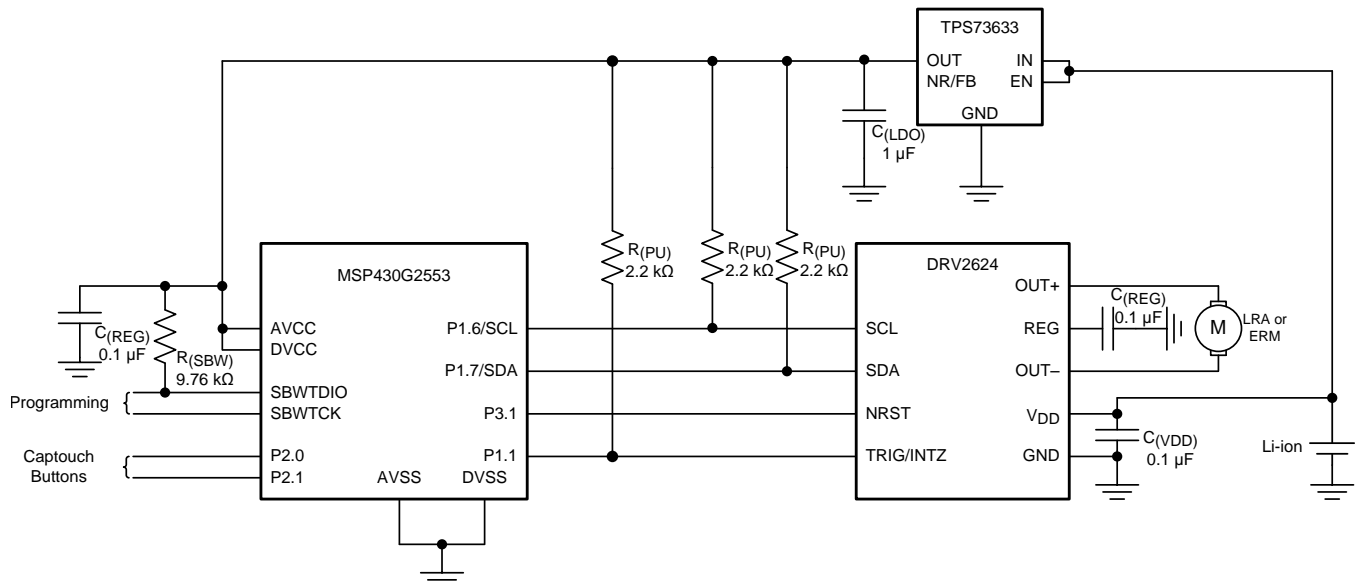 TPS73633
OUT
IN
NR/FB
EN
GND
C(LDO)
1 µF
R(PU)
2.2 kΩ
R(PU)
2.2 kΩ
R(PU)
2.2 kΩ
MSP430G2553
AVCC
DVCC
SBWTDIO
SBWTCK
P2.0
P2.1
AVSS
DVSS
P1.6/SCL
P1.7/SDA
P3.1
P1.1
C(REG)
0.1 µF
R(SBW)
9.76 kΩ
Programming
Captouch
Buttons
DRV2624
SCL
SDA
NRST
TRIG/INTZ
OUT+
REG
OUT–
VDD
GND
C(REG)
0.1 µF
M
LRA or
ERM
C(VDD)
0.1 µF
Li-ion